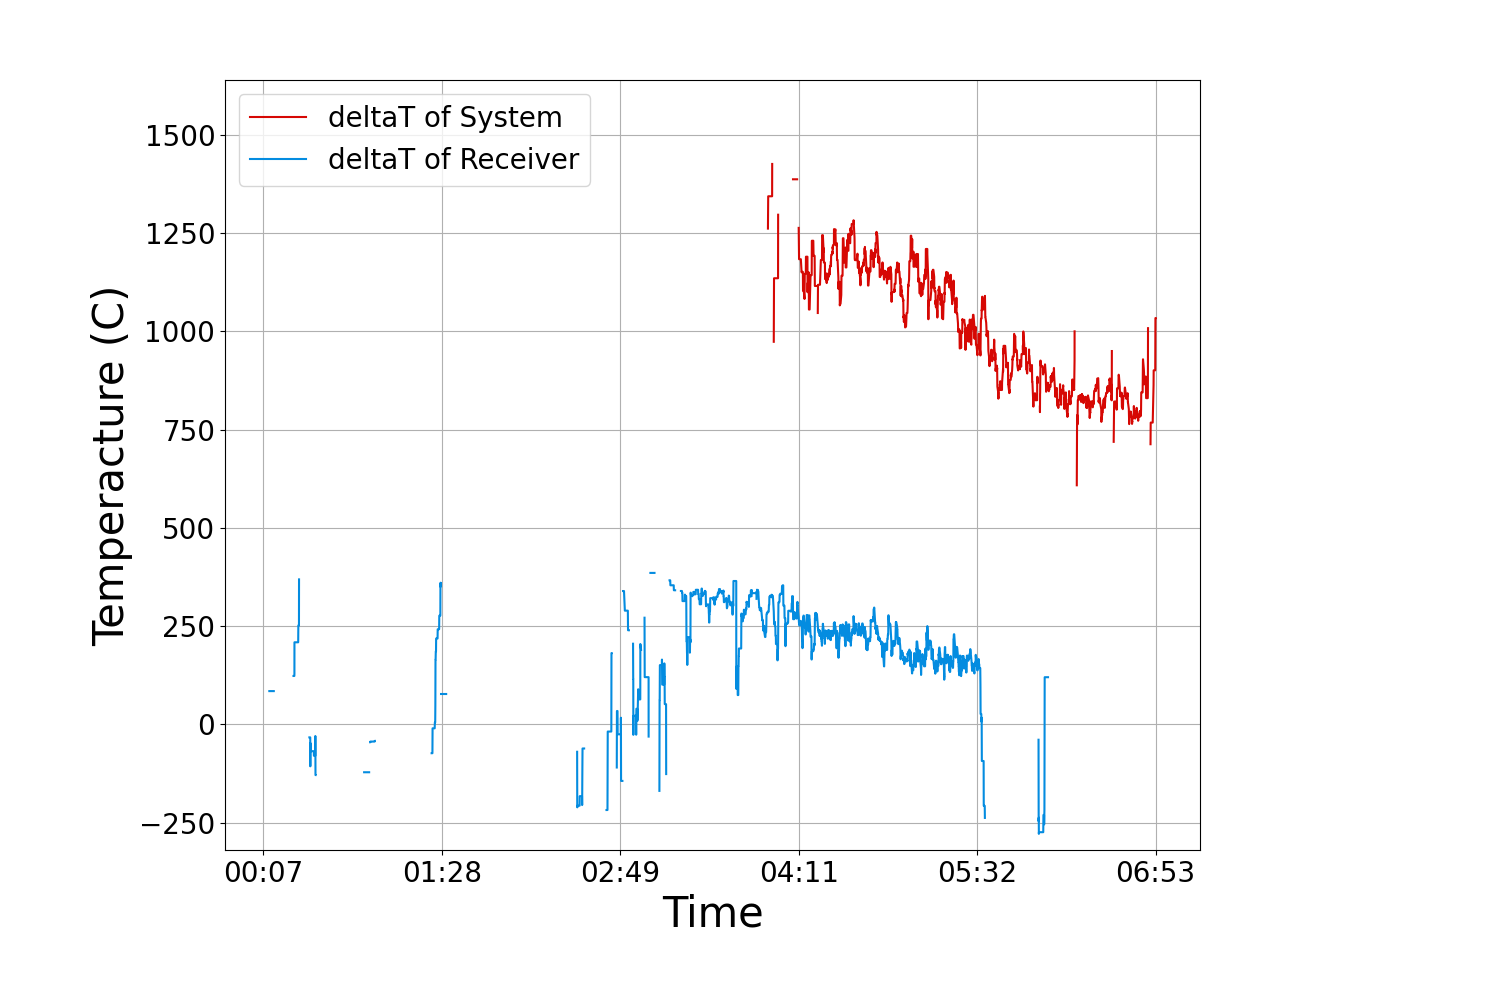 deltaT of System
deltaT of Receiver
1500
1250
1000
750
500
250
0
−250
Temperacture (C)
00:07 01:28 02:49 04:11 05:32 06:53
Time